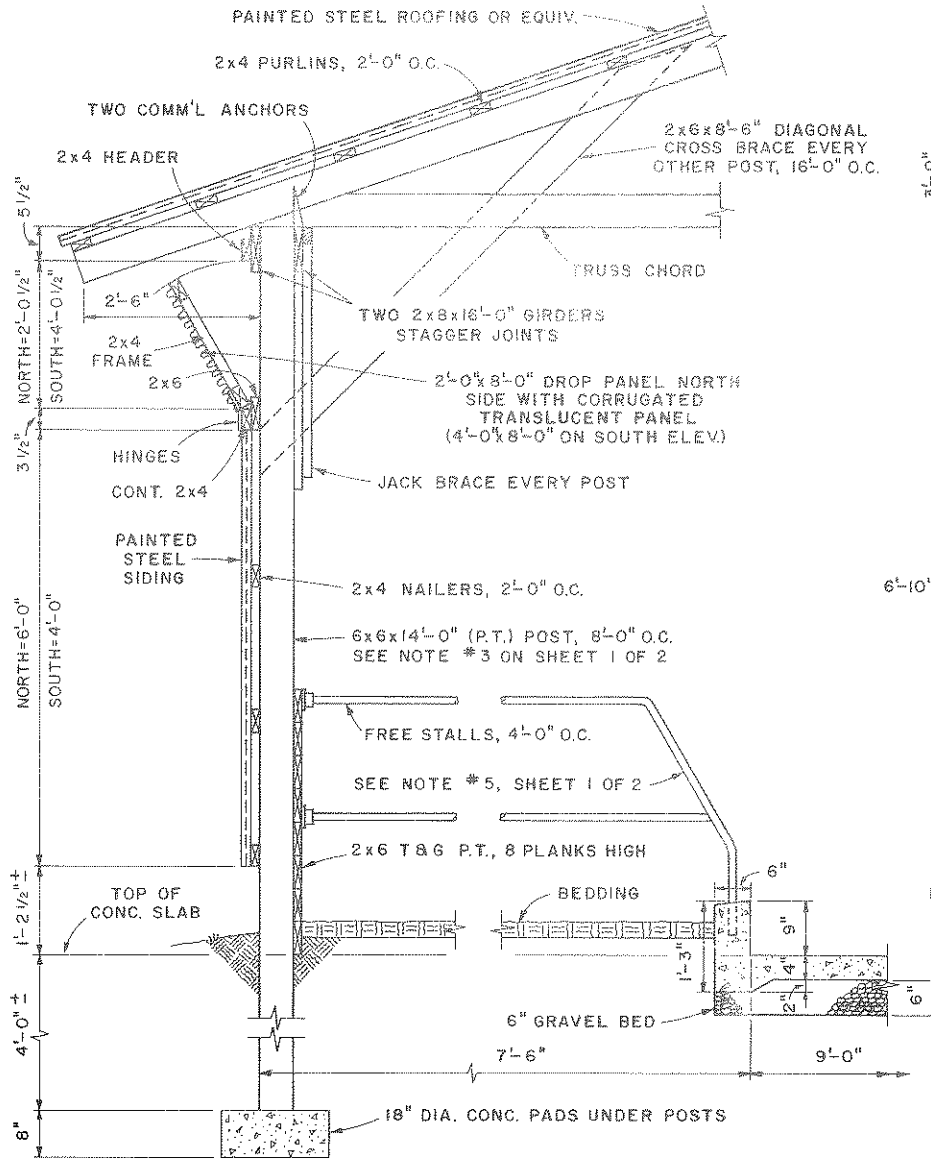 PAINTED STEEL ROOFING OR EQUIV.
2x4 PURLINS, 2'-0" O.C.
TWO COMM'L ANCHORS
2x4 HEADER
2x6x8'-6" DIAGONAL
CROSS BRACE EVERY
OTHER POST, 16'-0" O.C.
5 1/2"
TRUSS CHORD
2'-6"
TWO 2x8x16'-0" GIRDERS
STAGGER JOINTS
NORTH=2'-0 1/2"
SOUTH=4'-0 1/2"
2x4
FRAME
2x6
2'-0"x8'-0" DROP PANEL NORTH
SIDE WITH CORRUGATED
TRANSLUCENT PANEL
(4'-0"x8'-0" ON SOUTH ELEV.)
3 1/2"
HINGES
CONT. 2x4
JACK BRACE EVERY POST
PAINTED
STEEL
SIDING
2x4 NAILERS, 2'-0" O.C.
6'-10"
6x6x14'-0" (P.T.) POST, 8'-0" O.C.
SEE NOTE #3 ON SHEET 1 OF 2
NORTH=6'-0"
SOUTH=4'-0"
FREE STALLS, 4'-0" O.C.
SEE NOTE #5, SHEET 1 OF 2
2x6 T&G P.T., 8 PLANKS HIGH
6"
TOP OF
CONC. SLAB
BEDDING
1'-2 1/2"±
1'-3"
9"
4"
2"
6"
6" GRAVEL BED
4'-0"±
7'-6"
9'-0"
8"
18" DIA. CONC. PADS UNDER POSTS